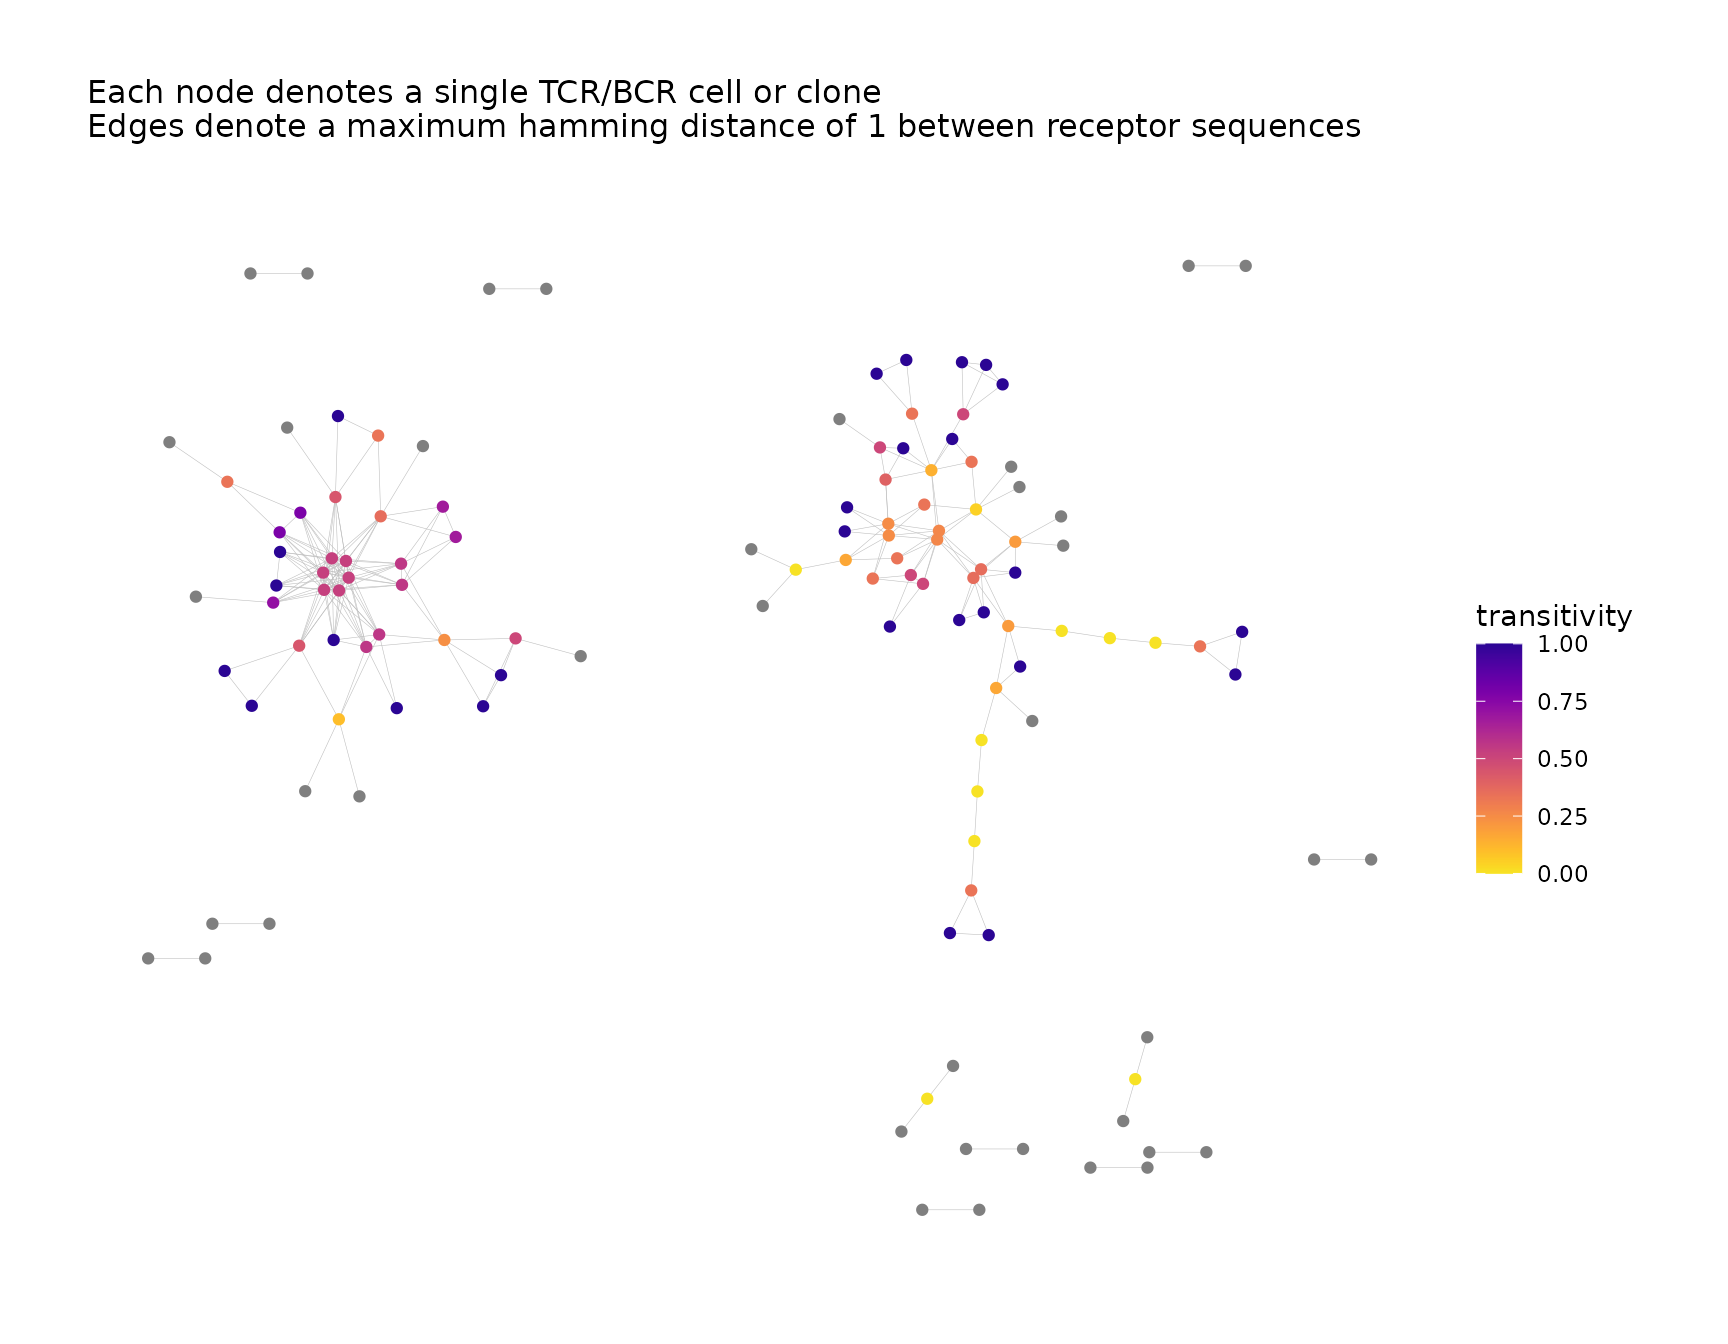 Each node denotes a single TCR/BCR cell or clone
Edges denote a maximum hamming distance of 1 between receptor sequences
transitivity
1.00
0.75
0.50
0.25
0.00